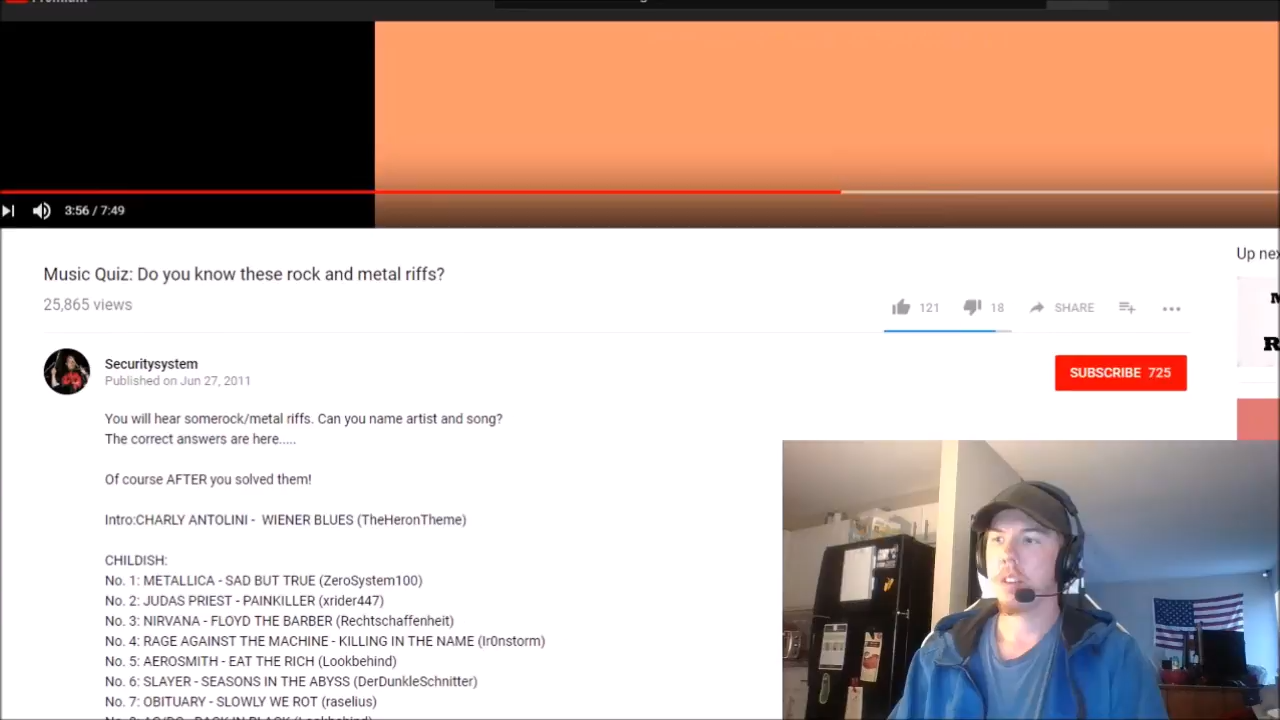 3:56 / 7:49
Music Quiz: Do you know these rock and metal riffs?
25,865 views
121
18
SHARE
Up
Securitysystem
Published on Jun 27, 2011
SUBSCRIBE 725
You will hear somerock/metal riffs. Can you name artist and song?
The correct answers are here.....
Of course AFTER you solved them!
Intro:CHARLY ANTOLINI - WIENER BLUES (TheHeronTheme)
CHILDISH:
No. 1: METALLICA - SAD BUT TRUE (ZeroSystem100)
No. 2: JUDAS PRIEST - PAINKILLER (xrider447)
No. 3: NIRVANA - FLOYD THE BARBER (Rechtschaffenheit)
No. 4: RAGE AGAINST THE MACHINE - KILLING IN THE NAME (Ir0nstorm)
No. 5: AEROSMITH - EAT THE RICH (Lookbehind)
No. 6: SLAYER - SEASONS IN THE ABYSS (DerDunkleSchnitter)
No. 7: OBITUARY - SLOWLY WE ROT (raselius)